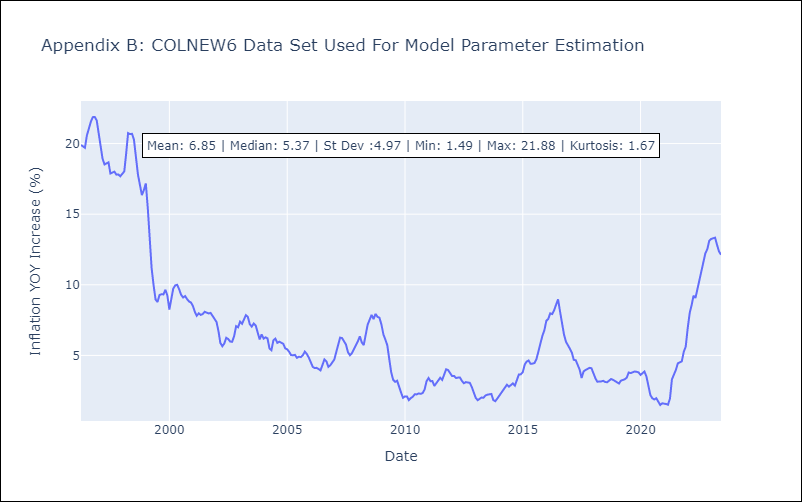 Appendix B: COLNEW6 Data Set Used For Model Parameter Estimation
Mean: 6.85 | Median: 5.37 | St Dev :4.97 | Min: 1.49 | Max: 21.88 | Kurtosis: 1.67
Inflation YOY Increase (%)
20
15
10
5
2000
2005
2010
2015
2020
Date